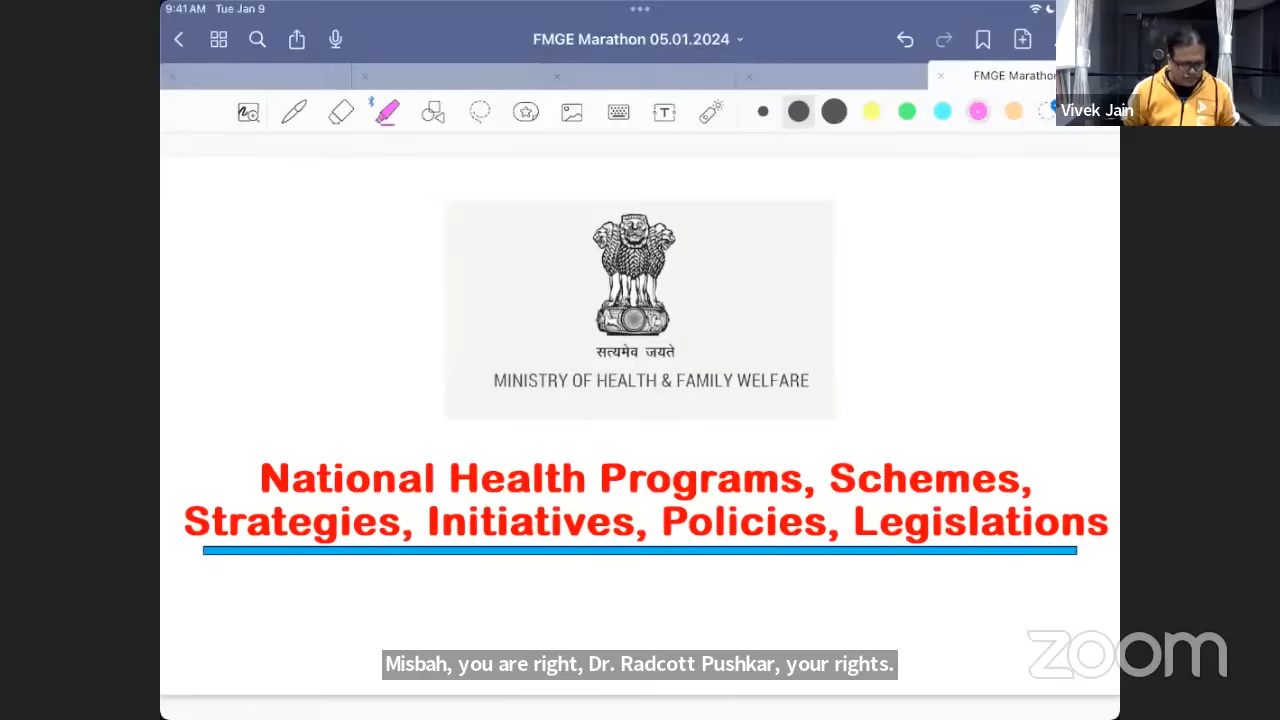 9:41 AM Tue Jan 9
FMGE Marathon 05.01.2024
FMGE Marathon
T
Vivek Jain
सत्यमेव जयते
MINISTRY OF HEALTH & FAMILY WELFARE
National Health Programs, Schemes,
Strategies, Initiatives, Policies, Legislations
Misbah, you are right, Dr. Radcott Pushkar, your rights.
zoom